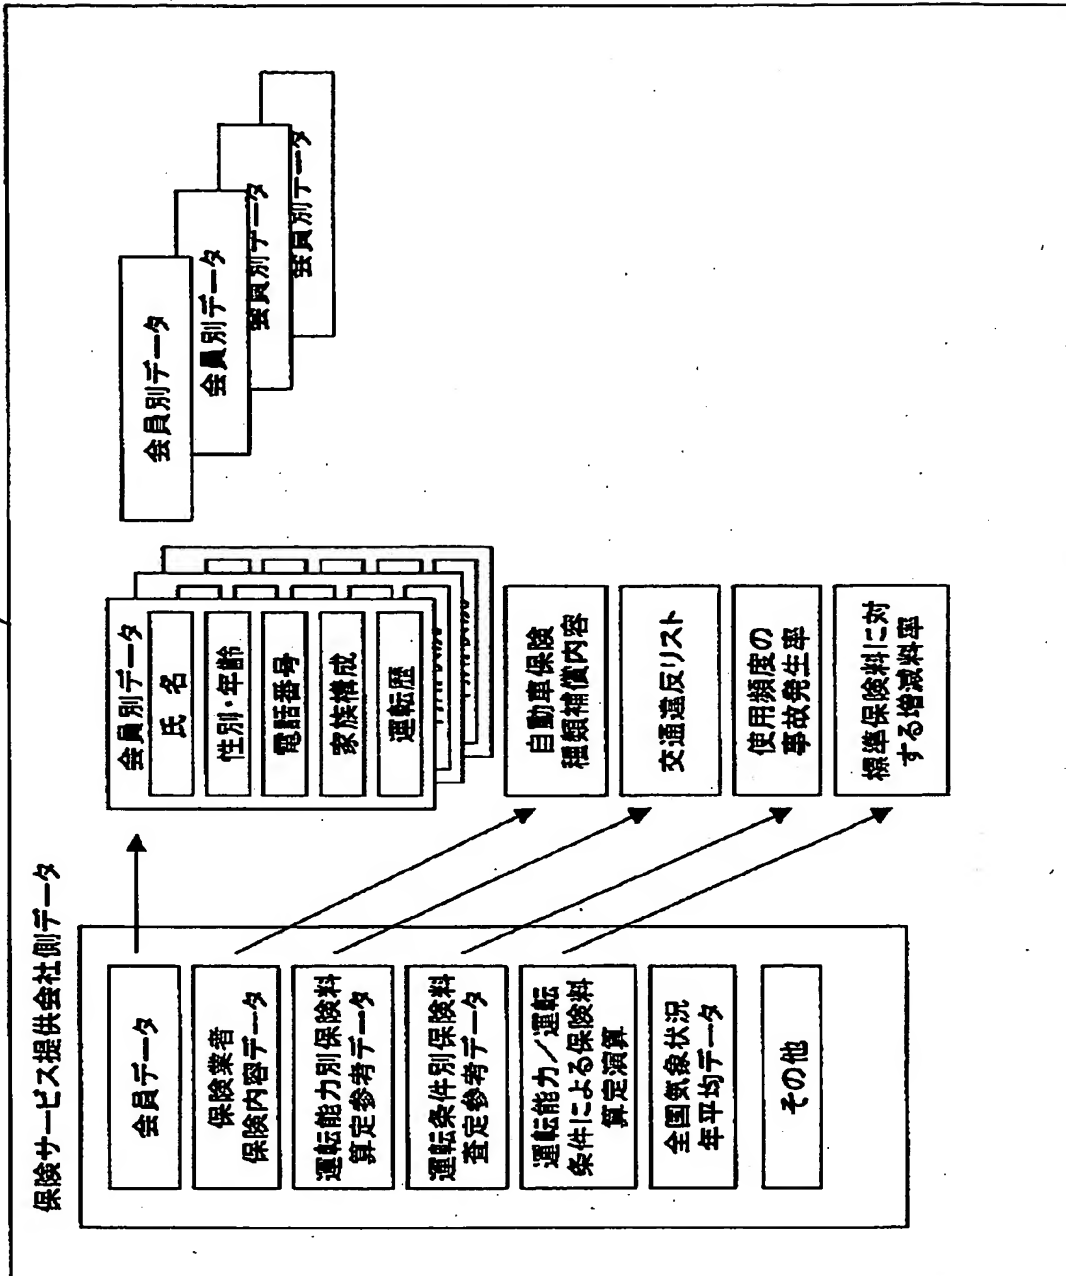 保険サービス提供会社側データ
会員データ
保険業者
保険内容データ
運転能力別保険料
算定参考データ
運転条件別保険料
査定参考データ
運転能力／運転
条件による保険料
算定演算
全国気象状況
年平均データ
その他
会員別データ
氏 名
性別・年齢
電話番号
家族構成
運転歴
自動車保険
種類補償内容
交通違反リスト
使用頻度の
事故発生率
標準保険料に対
する増減料率
会員別データ
会員別データ
会員別データ
会員別データ